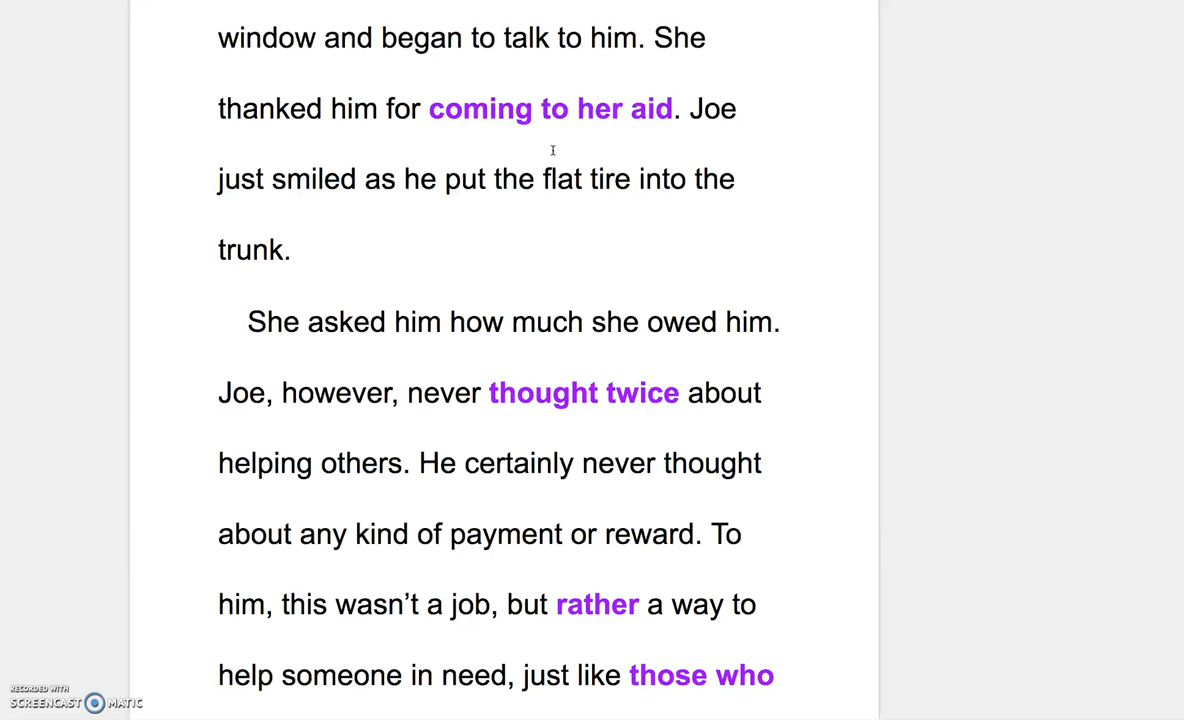 window and began to talk to him. She
thanked him for coming to her aid. Joe
just smiled as he put the flat tire into the
trunk.
She asked him how much she owed him.
Joe, however, never thought twice about
helping others. He certainly never thought
about any kind of payment or reward. To
him, this wasn’t a job, but rather a way to
help someone in need, just like those who
RECORDED WITH
SCREENCAST MATIC